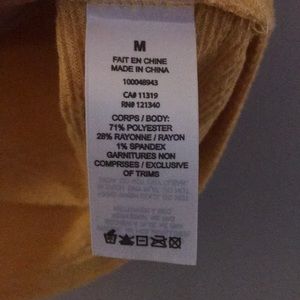 M
FAIT EN CHINE
MADE IN CHINA
100048943
CA# 11319
RN# 121340
CORPS / BODY:
71% POLYESTER
28% RAYONNE / RAYON
1% SPANDEX
GARNITURES NON
COMPRISES / EXCLUSIVE
OF TRIMS